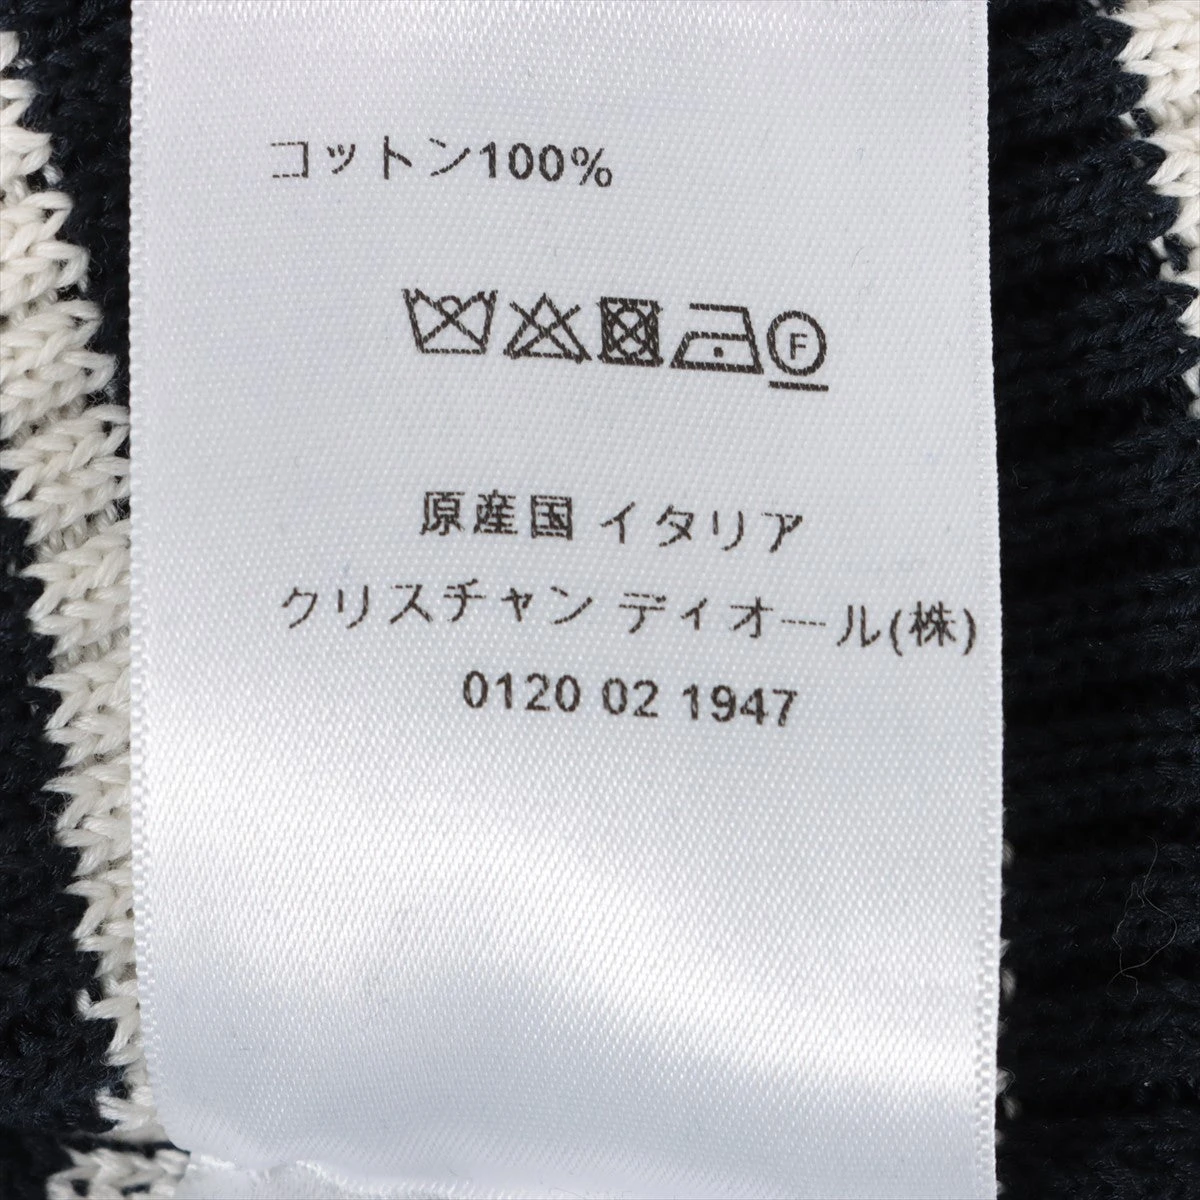 コットン100%
F
原産国 イタリア
クリスチャン ディオール(株)
0120 02 1947